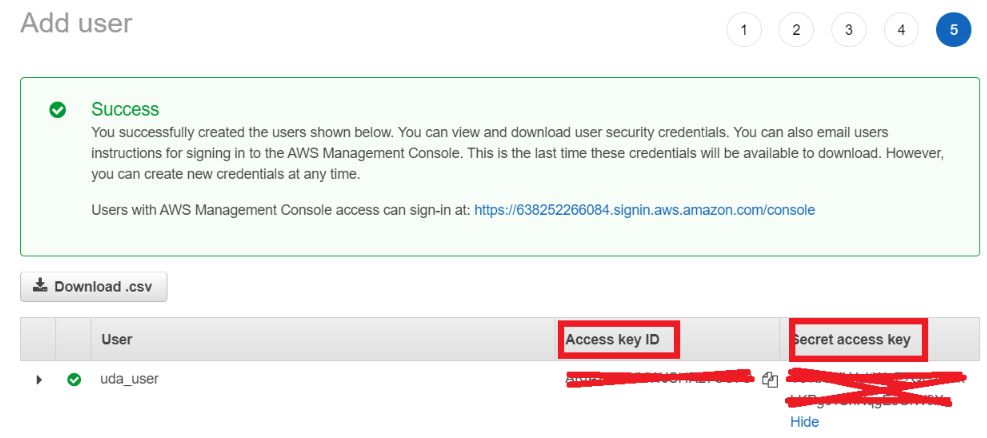 Add user
1 2 3 4 5
Success
You successfully created the users shown below. You can view and download user security credentials. You can also email users
instructions for signing in to the AWS Management Console. This is the last time these credentials will be available to download. However,
you can create new credentials at any time.
Users with AWS Management Console access can sign-in at: https://638252266084.signin.aws.amazon.com/console
Download .csv
User Access key ID Secret access key
uda_user
Hide